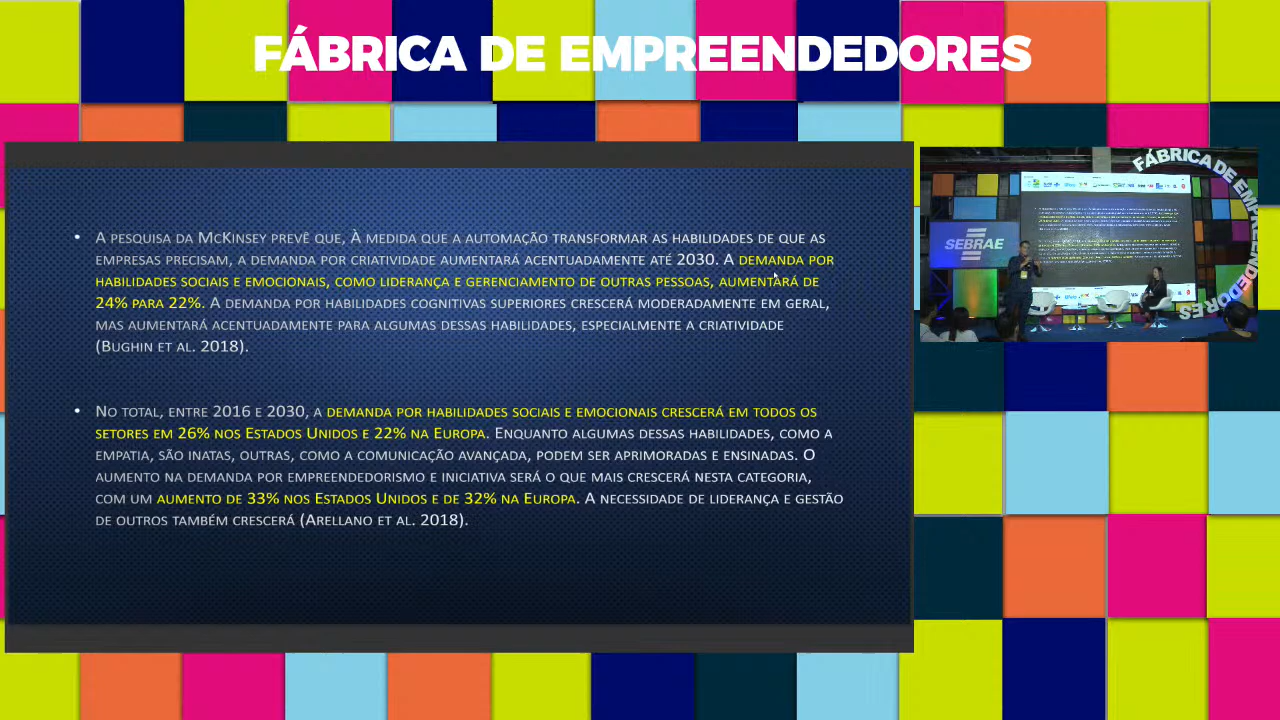 FÁBRICA DE EMPREENDEDORES
• A PESQUISA DA MCKINSEY PREVÊ QUE, À MEDIDA QUE A AUTOMAÇÃO TRANSFORMAR AS HABILIDADES DE QUE AS
EMPRESAS PRECISAM, A DEMANDA POR CRIATIVIDADE AUMENTARÁ ACENTUADAMENTE ATÉ 2030. A DEMANDA POR
HABILIDADES SOCIAIS E EMOCIONAIS, COMO LIDERANÇA E GERENCIAMENTO DE OUTRAS PESSOAS, AUMENTARÁ DE
24% PARA 22%. A DEMANDA POR HABILIDADES COGNITIVAS SUPERIORES CRESCERÁ MODERADAMENTE EM GERAL,
MAS AUMENTARÁ ACENTUADAMENTE PARA ALGUMAS DESSAS HABILIDADES, ESPECIALMENTE A CRIATIVIDADE
(BUGHIN ET AL. 2018).
• NO TOTAL, ENTRE 2016 E 2030, A DEMANDA POR HABILIDADES SOCIAIS E EMOCIONAIS CRESCERÁ EM TODOS OS
SETORES EM 26% NOS ESTADOS UNIDOS E 22% NA EUROPA. ENQUANTO ALGUMAS DESSAS HABILIDADES, COMO A
EMPATIA, SÃO INATAS, OUTRAS, COMO A COMUNICAÇÃO AVANÇADA, PODEM SER APRIMORADAS E ENSINADAS. O
AUMENTO NA DEMANDA POR EMPREENDEDORISMO E INICIATIVA SERÁ O QUE MAIS CRESCERÁ NESTA CATEGORIA,
COM UM AUMENTO DE 33% NOS ESTADOS UNIDOS E DE 32% NA EUROPA. A NECESSIDADE DE LIDERANÇA E GESTÃO
DE OUTROS TAMBÉM CRESCERÁ (ARELLANO ET AL. 2018).
FÁBRICA DE EMPREENDEDORES
SEBRAE